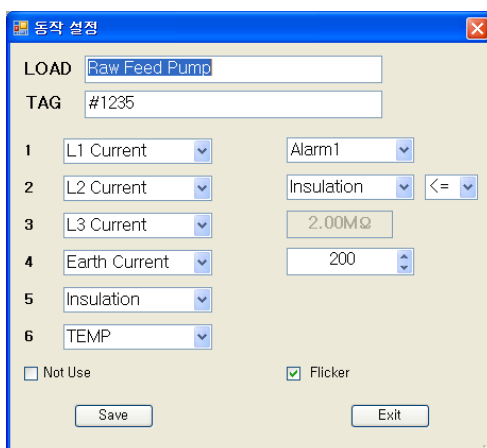 동작 설정
LOAD Raw Feed Pump
TAG #1235
1 L1 Current Alarm1
2 L2 Current Insulation <=
3 L3 Current 2.00MΩ
4 Earth Current 200
5 Insulation
6 TEMP
Not Use Flicker
Save Exit